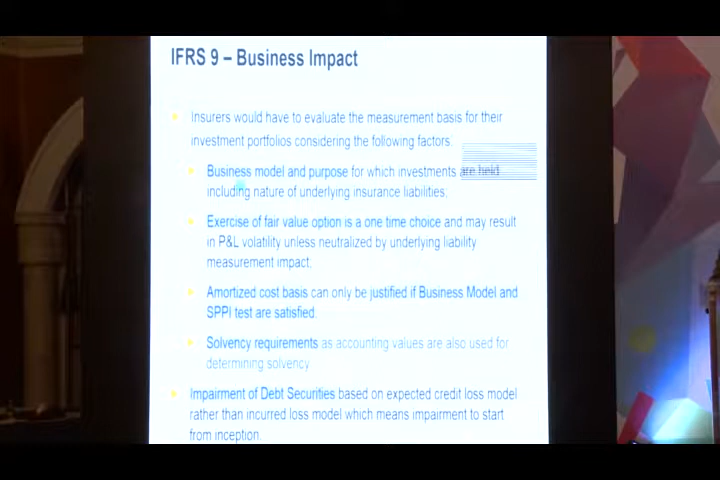 IFRS 9 – Business Impact
Insurers would have to evaluate the measurement basis for their
investment portfolios considering the following factors:
Business model and purpose for which investments are held
including nature of underlying insurance liabilities;
Exercise of fair value option is a one time choice and may result
in P&L volatility unless neutralized by underlying liability
measurement impact;
Amortized cost basis can only be justified if Business Model and
SPPI test are satisfied;
Solvency requirements as accounting values are also used for
determining solvency
Impairment of Debt Securities based on expected credit loss model
rather than incurred loss model which means impairment to start
from inception.